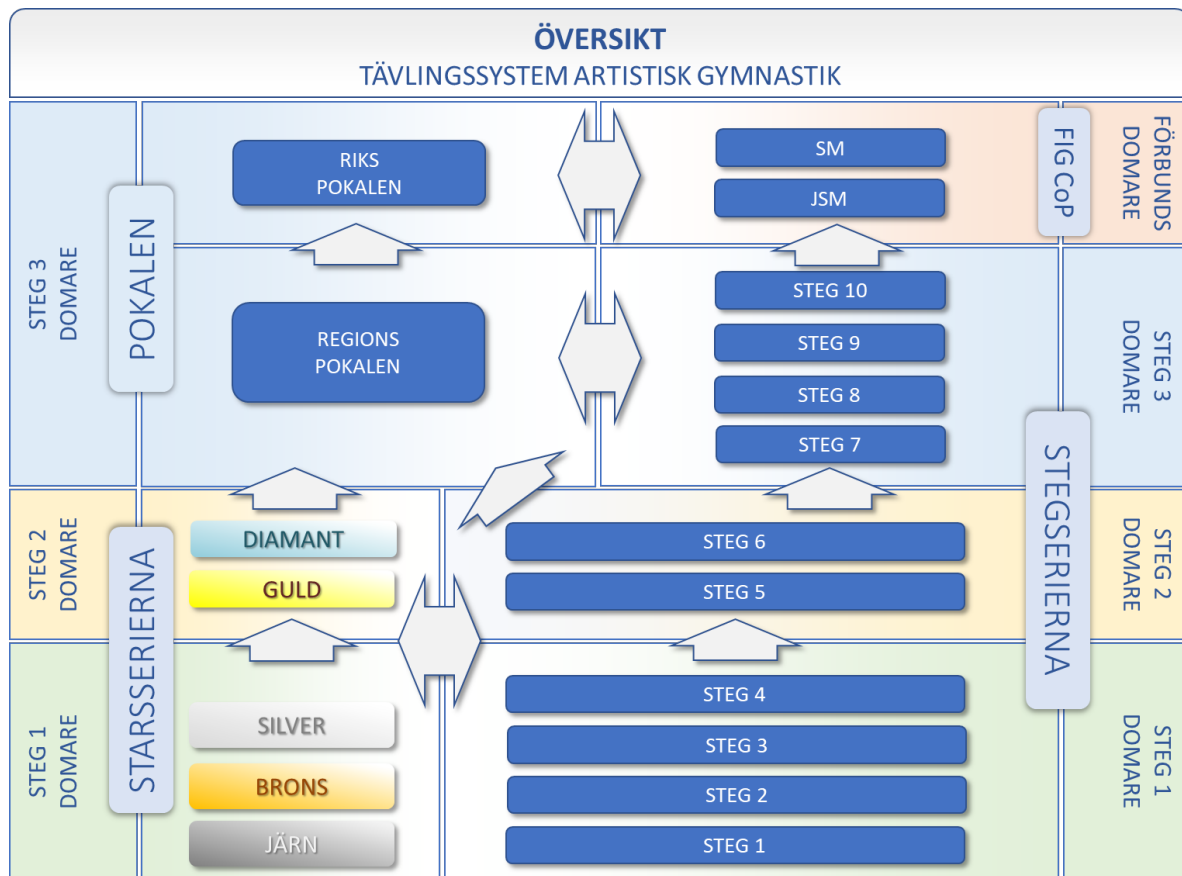 ÖVERSIKT
TÄVLINGSSYSTEM ARTISTISK GYMNASTIK
STEG 3
DOMARE
POKALEN
RIKS
POKALEN
REGIONS
POKALEN
SM
JSM
FIG CoP
FÖRBUNDS
DOMARE
STEG 10
STEG 9
STEG 8
STEG 7
STEG 3
DOMARE
STEG 2
DOMARE
STARSSERIERNA
DIAMANT
GULD
STEG 6
STEG 5
STEGSERIERNA
STEG 2
DOMARE
STEG 1
DOMARE
SILVER
BRONS
JÄRN
STEG 4
STEG 3
STEG 2
STEG 1
STEG 1
DOMARE